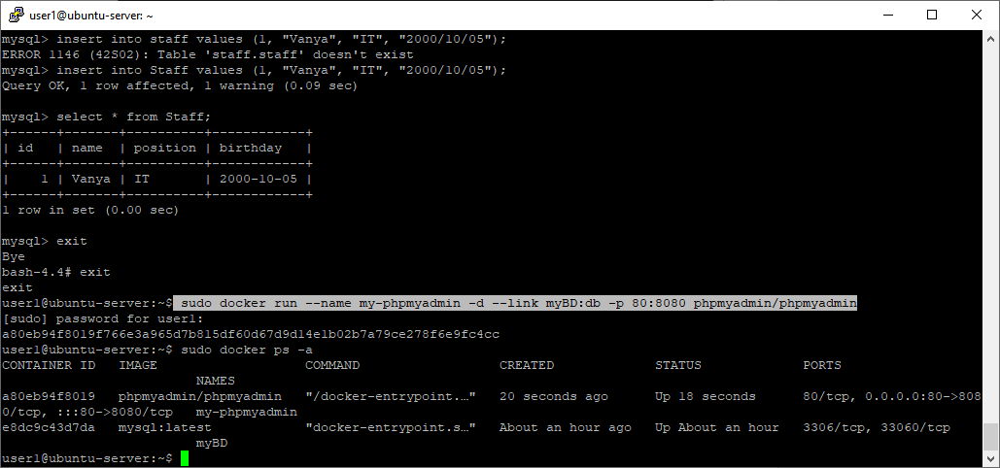 user1@ubuntu-server: ~
mysql> insert into staff values (1, "Vanya", "IT", "2000/10/05");
ERROR 1146 (42S02): Table 'staff.staff' doesn't exist
mysql> insert into Staff values (1, "Vanya", "IT", "2000/10/05");
Query OK, 1 row affected, 1 warning (0.09 sec)
mysql> select * from Staff;
+------+-------+----------+------------+
| id   | name  | position | birthday   |
+------+-------+----------+------------+
|    1 | Vanya | IT       | 2000-10-05 |
+------+-------+----------+------------+
1 row in set (0.00 sec)
mysql> exit
Bye
bash-4.4# exit
exit
user1@ubuntu-server:~$ sudo docker run --name my-phpmyadmin -d --link myBD:db -p 80:8080 phpmyadmin/phpmyadmin
[sudo] password for user1:
a80eb94f8019f766e3a965d7b815df60d67d9d14e1b02b7a79ce278f6e9fc4cc
user1@ubuntu-server:~$ sudo docker ps -a
CONTAINER ID   IMAGE                   COMMAND                  CREATED             STATUS             PORTS
                         NAMES
a80eb94f8019   phpmyadmin/phpmyadmin   "/docker-entrypoint.…"   20 seconds ago      Up 18 seconds      80/tcp, 0.0.0.0:80->808
0/tcp, :::80->8080/tcp   my-phpmyadmin
e8dc9c43d7da   mysql:latest            "docker-entrypoint.s…"   About an hour ago   Up About an hour   3306/tcp, 33060/tcp
                         myBD
user1@ubuntu-server:~$